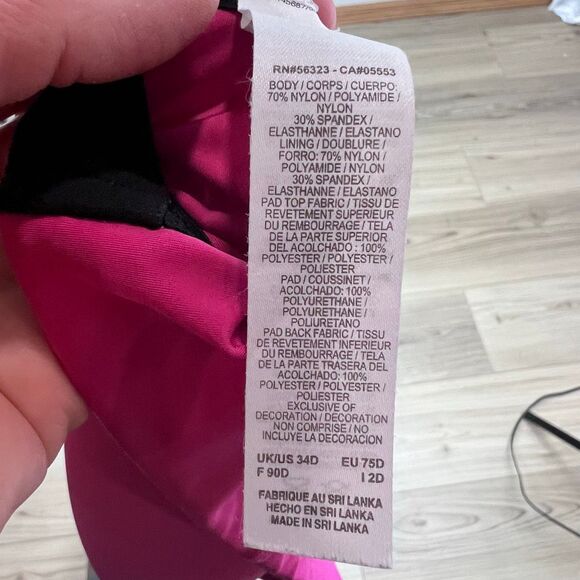 RN#56323 - CA#05553
BODY / CORPS / CUERPO:
70% NYLON / POLYAMIDE /
NYLON
30% SPANDEX /
ELASTHANNE / ELASTANO
LINING / DOUBLURE /
FORRO: 70% NYLON /
POLYAMIDE / NYLON
30% SPANDEX /
ELASTHANNE / ELASTANO
PAD TOP FABRIC / TISSU DE
REVETEMENT SUPERIEUR
DU REMBOURRAGE / TELA
DE LA PARTE SUPERIOR
DEL ACOLCHADO: 100%
POLYESTER / POLYESTER /
POLIESTER
PAD / COUSSINET /
ACOLCHADO: 100%
POLYURETHANE /
POLYURETHANE /
POLIURETANO
PAD BACK FABRIC / TISSU
DE REVETEMENT INFERIEUR
DU REMBOURRAGE / TELA
DE LA PARTE TRASERA DEL
ACOLCHADO: 100%
POLYESTER / POLYESTER /
POLIESTER
EXCLUSIVE OF
DECORATION / DECORATION
NON COMPRISE / NO
INCLUYE LA DECORACION
UK/US 34D EU 75D
F 90D I 2D
FABRIQUE AU SRI LANKA
HECHO EN SRI LANKA
MADE IN SRI LANKA